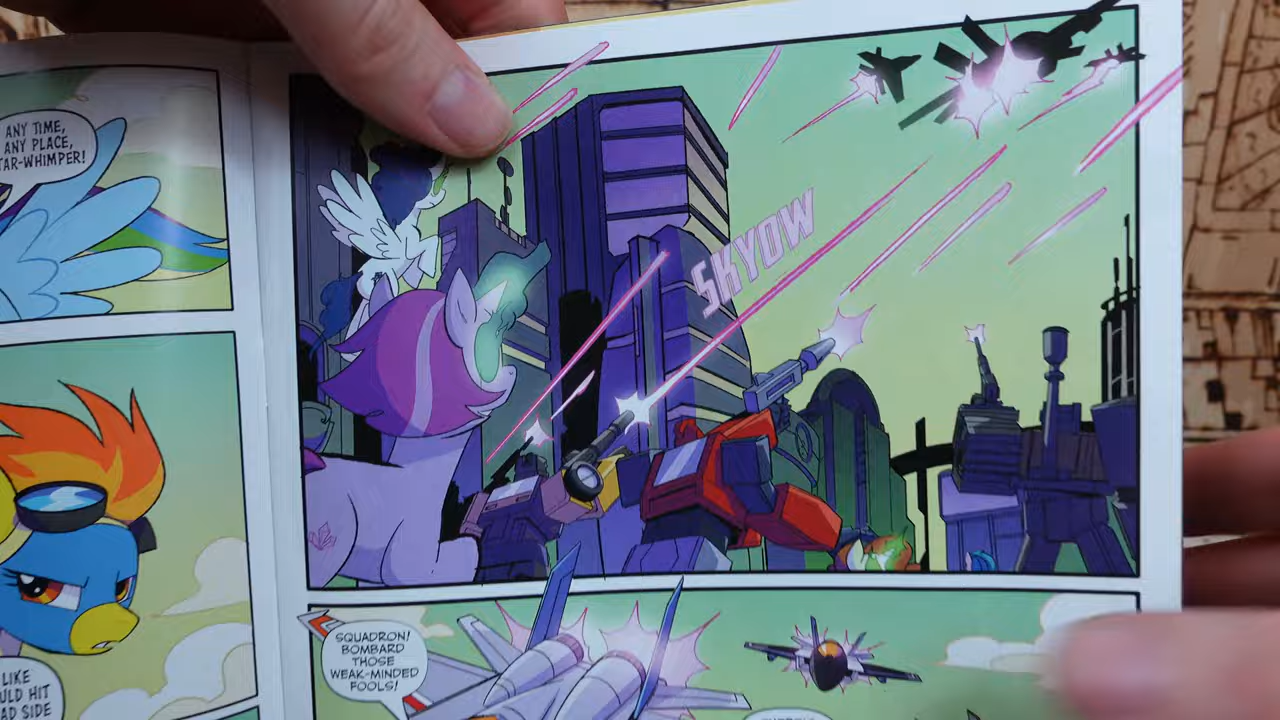 ANY TIME,
ANY PLACE,
TAR-WHIMPER!
LIKE
ULD HIT
AD SIDE
SKYOW
SQUADRON!
BOMBARD
THOSE
WEAK-MINDED
FOOLS!